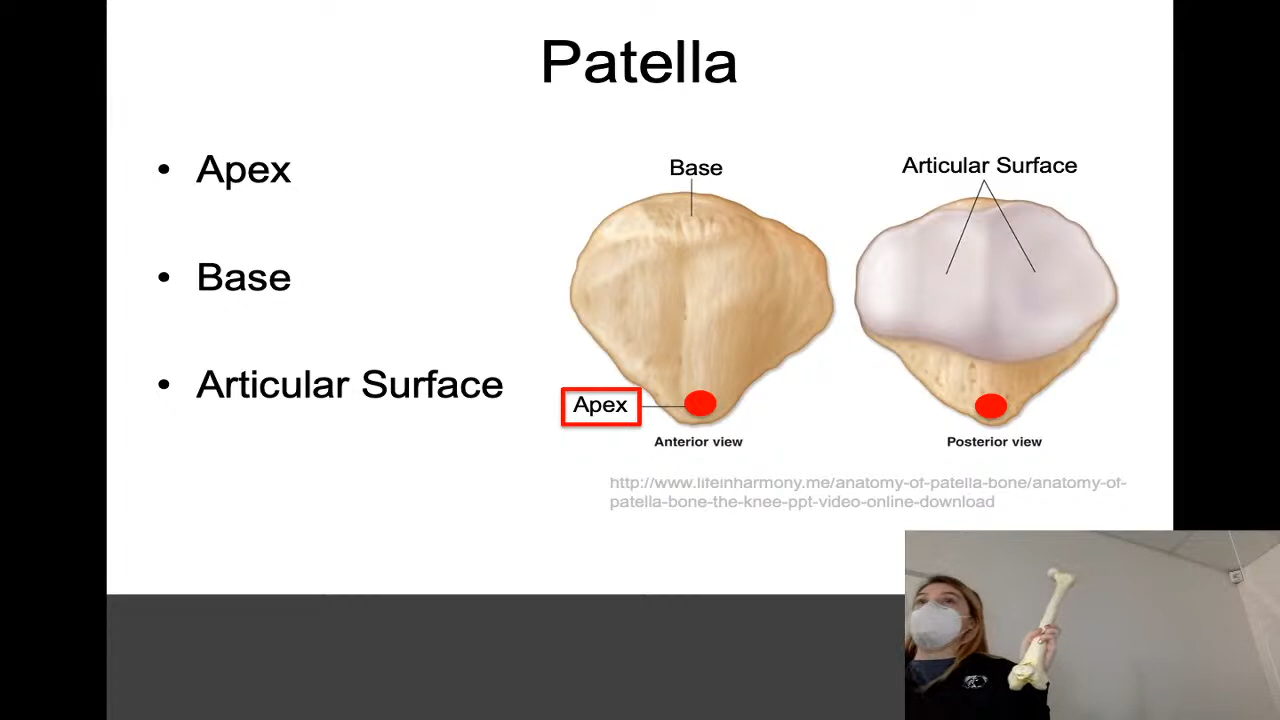 Patella
• Apex
• Base
• Articular Surface
Base
Articular Surface
Apex
Anterior view
Posterior view
http://www.lifeinharmony.me/anatomy-of-patella-bone/anatomy-of-
patella-bone-the-knee-ppt-video-online-download